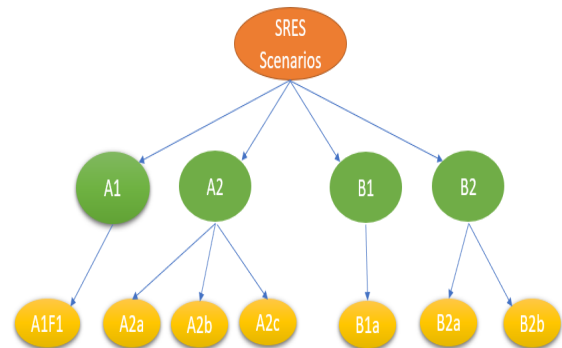 SRES
Scenarios
A1
A2
B1
B2
A1F1
A2a
A2b
A2c
B1a
B2a
B2b